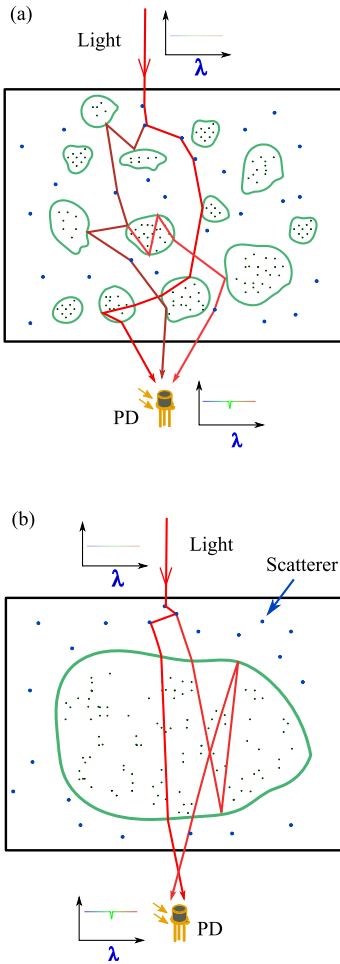 (a)
Light
λ
PD
λ
(b)
λ
Light
Scatterer
λ
PD